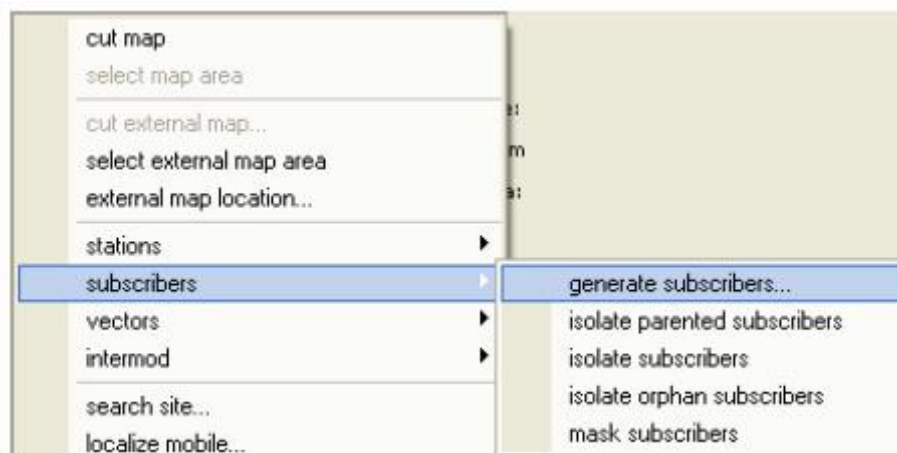 cut map
select map area
cut external map...
select external map area
external map location...
stations
subscribers
vectors
intermod
search site...
localize mobile...
generate subscribers...
isolate parented subscribers
isolate subscribers
isolate orphan subscribers
mask subscribers